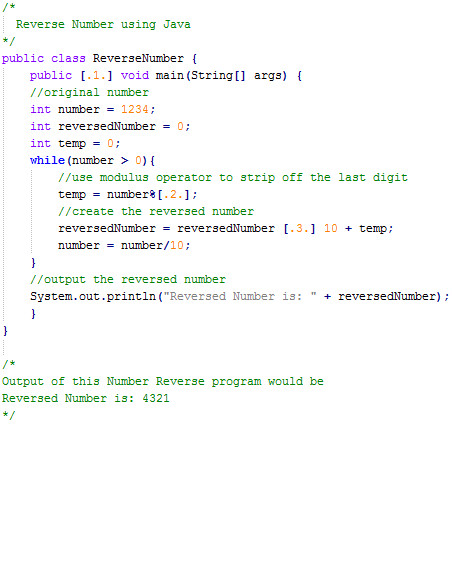 /*
Reverse Number using Java
*/
public class ReverseNumber {
public [.1.] void main(String[] args) {
//original number
int number = 1234;
int reversedNumber = 0;
int temp = 0;
while(number > 0){
//use modulus operator to strip off the last digit
temp = number%[.2.];
//create the reversed number
reversedNumber = reversedNumber [.3.] 10 + temp;
number = number/10;
}
//output the reversed number
System.out.println("Reversed Number is: " + reversedNumber);
}
}
/*
Output of this Number Reverse program would be
Reversed Number is: 4321
*/